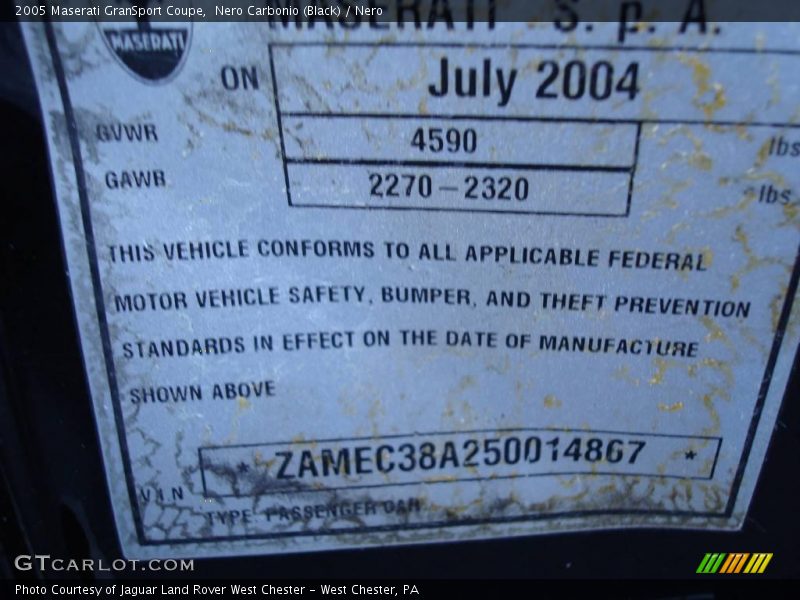 2005 Maserati GranSport Coupe, Nero Carbonio (Black) / Nero
MASERATI S. p. A.
MASERATI
ON July 2004
GVWR 4590 lbs
GAWR 2270-2320 lbs
THIS VEHICLE CONFORMS TO ALL APPLICABLE FEDERAL
MOTOR VEHICLE SAFETY, BUMPER, AND THEFT PREVENTION
STANDARDS IN EFFECT ON THE DATE OF MANUFACTURE
SHOWN ABOVE
V.I.N * ZAMEC38A250014867 *
TYPE: PASSENGER CAR
GTCARLOT.COM
Photo Courtesy of Jaguar Land Rover West Chester - West Chester, PA